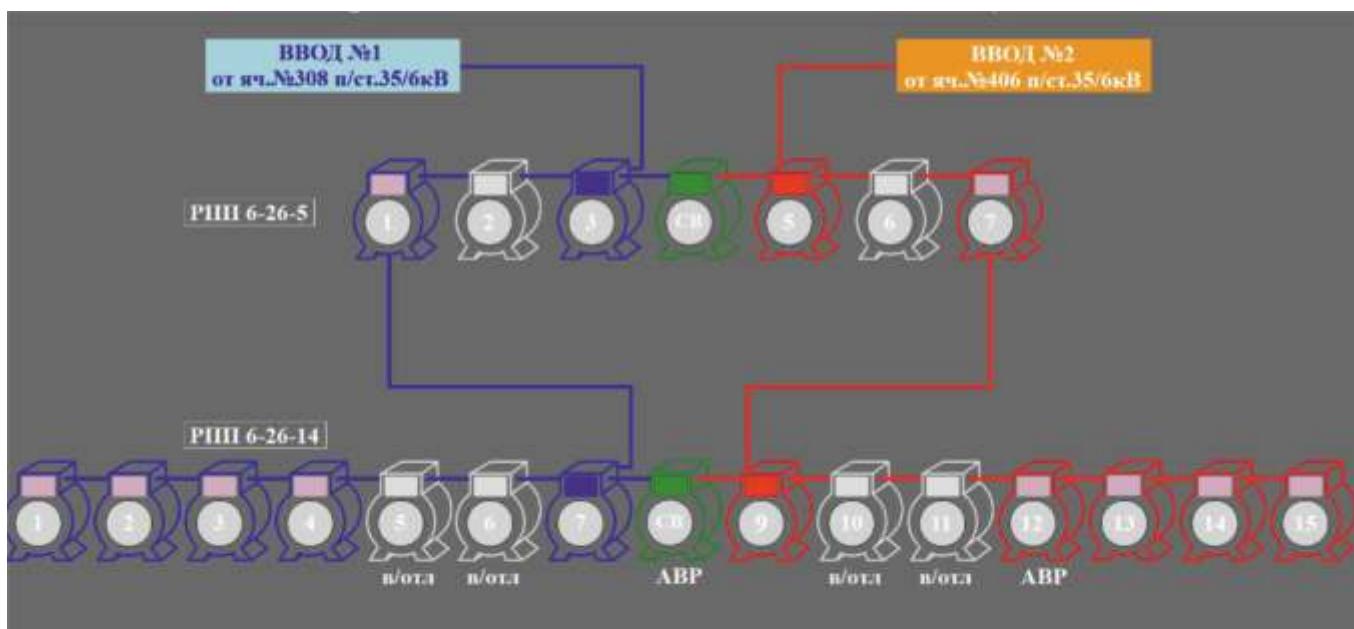 ВВОД №1
от яч..№308 п/ст.35/6кВ
ВВОД №2
от яч..№406 п/ст.35/6кВ
РПП 6-26-5
1 2 3 СВ 5 6 7
РПП 6-26-14
1 2 3 4 5 6 7 СВ 9 10 11 12 13 14 15
в/отл в/отл АВР в/отл в/отл АВР